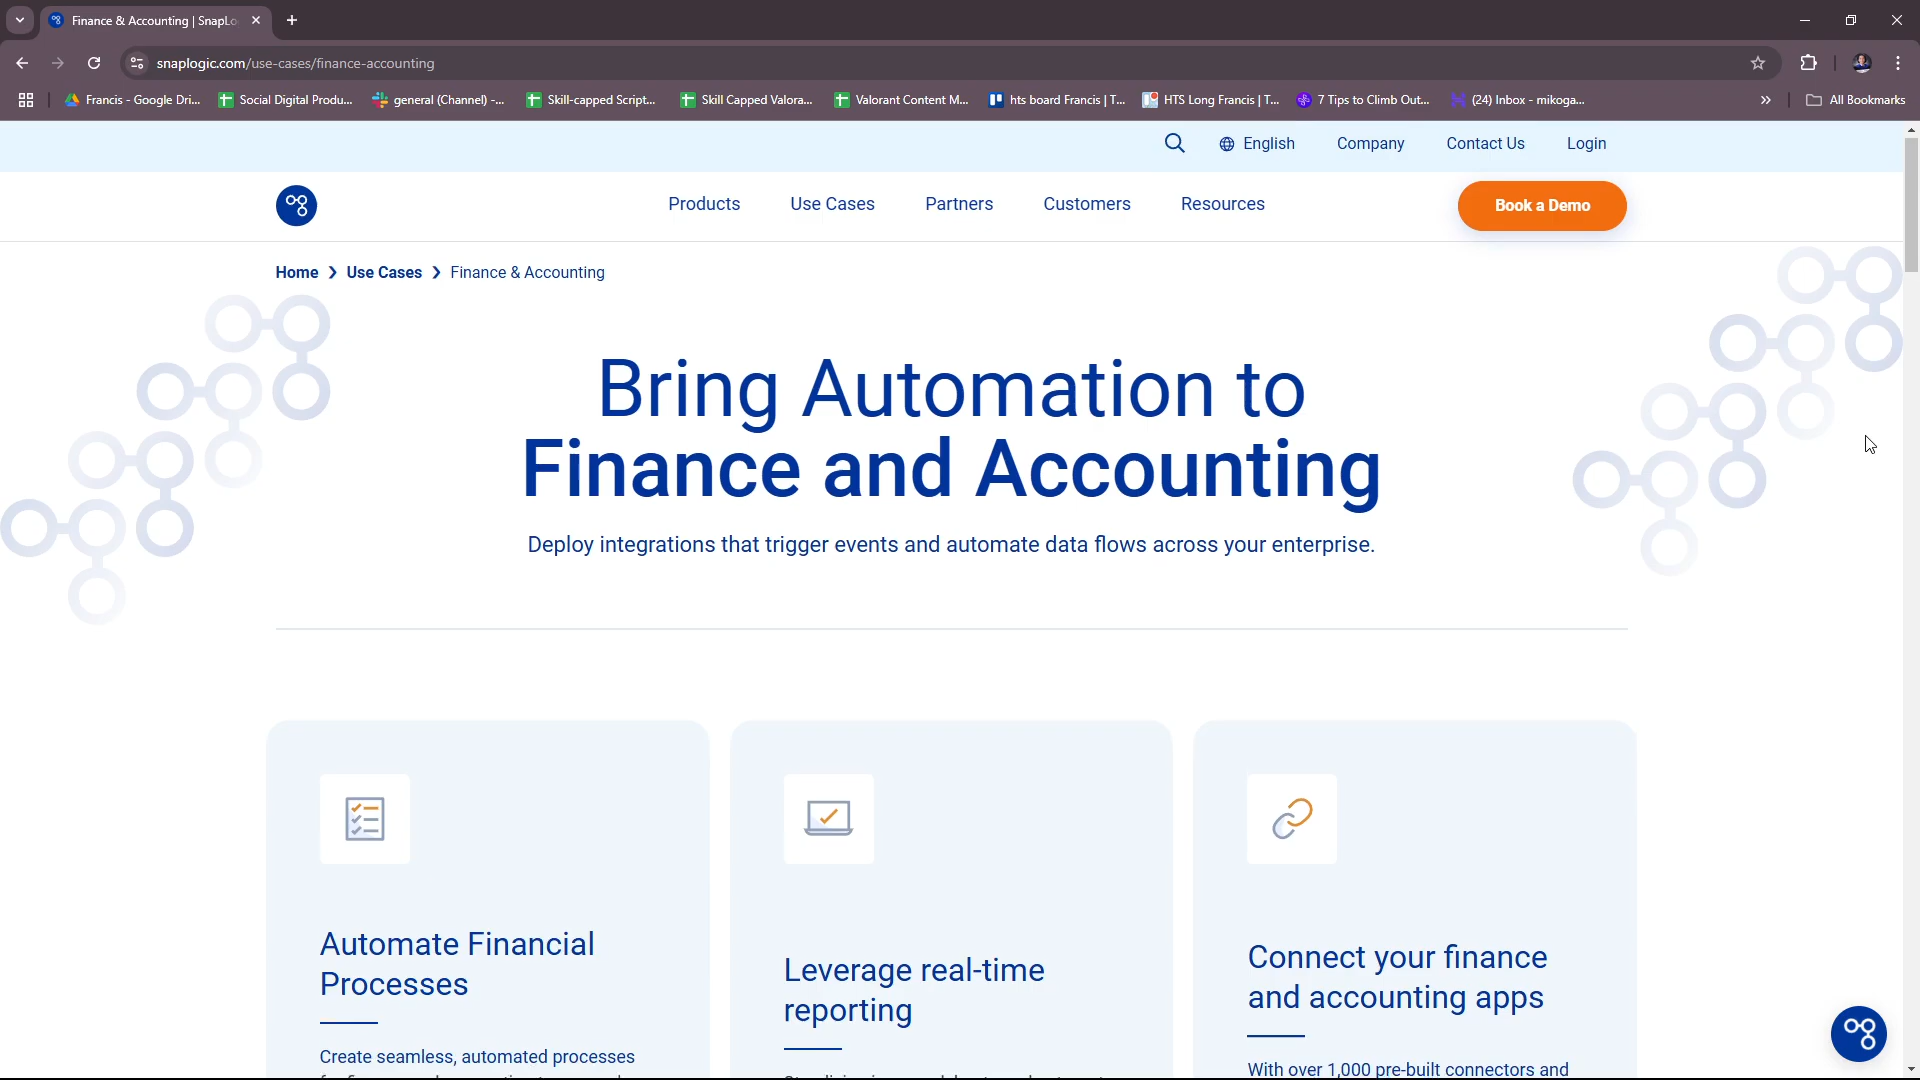 Finance & Accounting | SnapLo
snaplogic.com/use-cases/finance-accounting
Francis - Google Dri...
Social Digital Produ...
general (Channel) -...
Skill-capped Script...
Skill Capped Valora...
Valorant Content M...
hts board Francis | T...
HTS Long Francis | T...
7 Tips to Climb Out...
(24) Inbox - mikoga...
All Bookmarks
English
Company
Contact Us
Login
Products
Use Cases
Partners
Customers
Resources
Book a Demo
Home > Use Cases > Finance & Accounting
Bring Automation to
Finance and Accounting
Deploy integrations that trigger events and automate data flows across your enterprise.
Automate Financial
Processes
Create seamless, automated processes
Leverage real-time
reporting
Connect your finance
and accounting apps
With over 1,000 pre-built connectors and